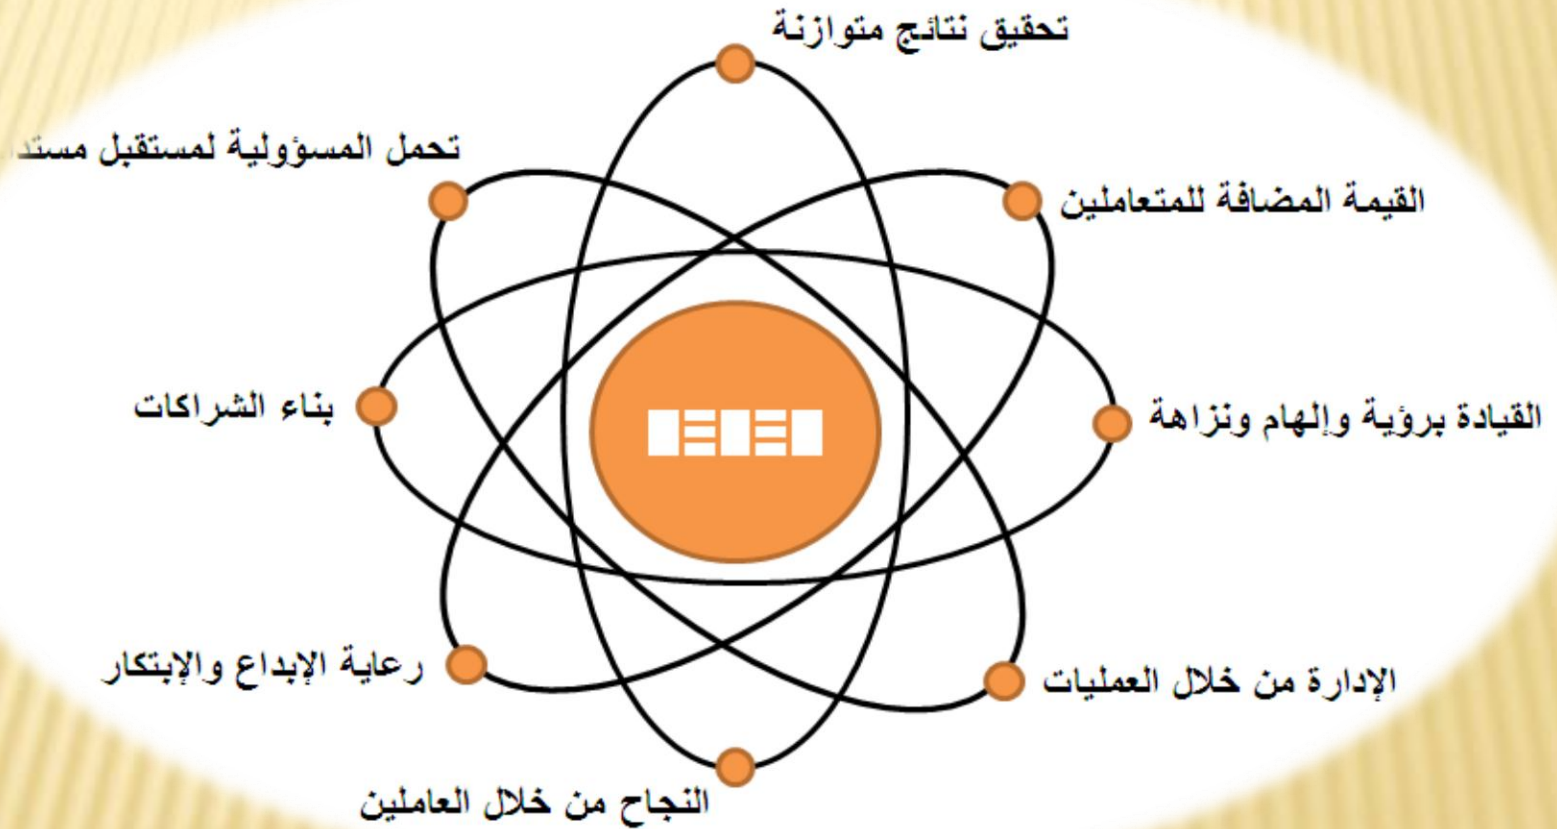 تحقيق نتائج متوازنة
تحمل المسؤولية لمستقبل
القيمة المضافة للمتعاملين
بناء الشراكات
القيادة برؤية وإلهام ونزاهة
رعاية الإبداع والإبتكار
الإدارة من خلال العمليات
النجاح من خلال العاملين